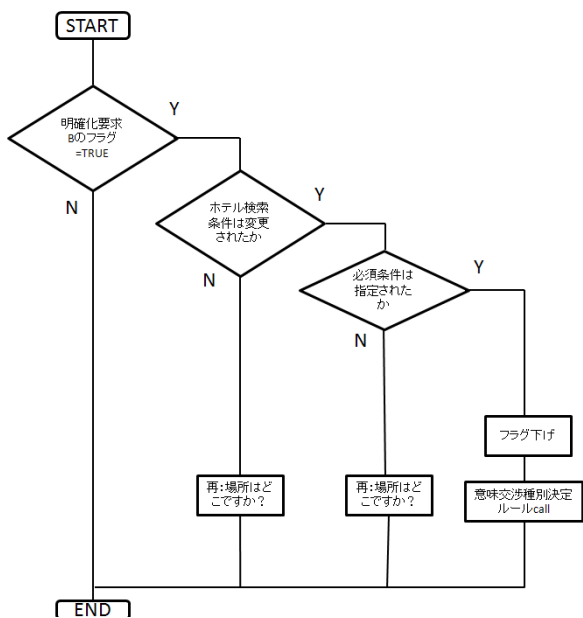 START
明確化要求
Bのフラグ
=TRUE
Y
N
ホテル検索
条件は変更
されたか
Y
N
必須条件は
指定された
か
Y
N
フラグ下げ
再:場所はど
こですか？
再:場所はど
こですか？
意味交渉種別決定
ルールcall
END